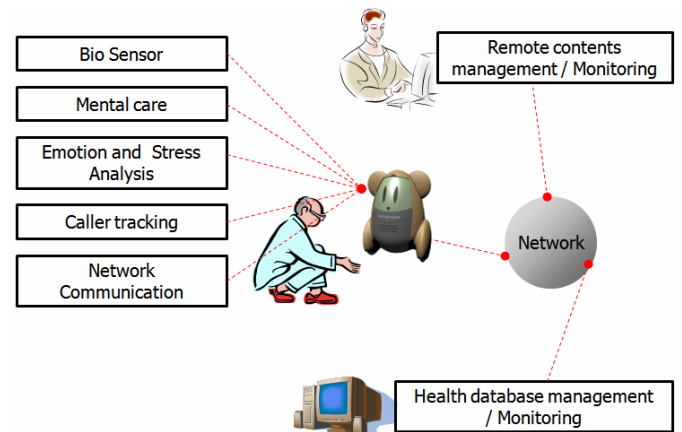 Bio Sensor
Mental care
Emotion and Stress
Analysis
Caller tracking
Network
Communication
Remote contents
management / Monitoring
Network
Health database management
/ Monitoring